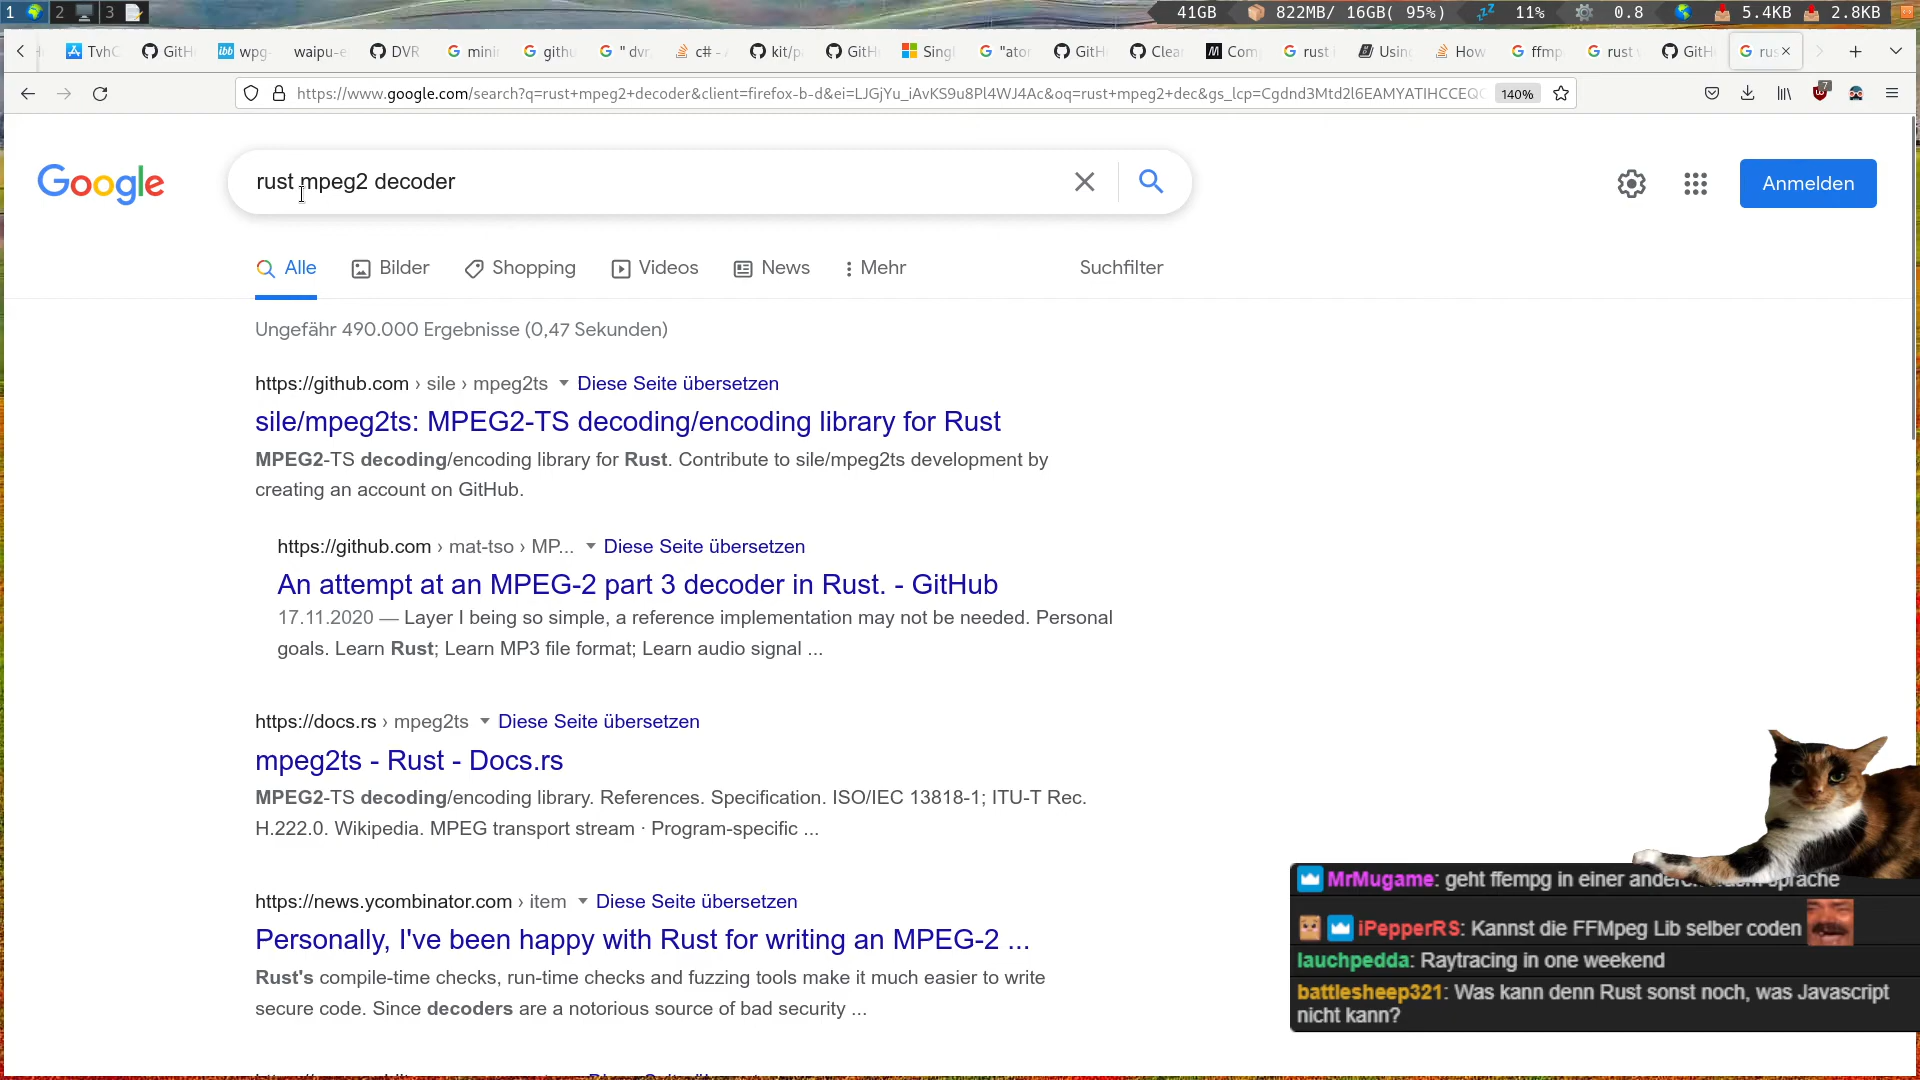 1 2 3 41GB 822MB/ 16GB( 95%) 11% 0.8 5.4KB 2.8KB
TvhC GitH wpg- waipu-e DVR mini githu "dvr c# - kit/p GitH Singl "ator GitH Clea Com rust Using How ffmp rust GitH rus
https://www.google.com/search?q=rust+mpeg2+decoder&client=firefox-b-d&ei=LJGjYu_iAvKS9u8Pl4WJ4Ac&oq=rust+mpeg2+dec&gs_lcp=Cgdnd3Mtd2l6EAMYATIHCCEQC 140% 7
Google rust mpeg2 decoder Anmelden
Alle Bilder Shopping Videos News Mehr Suchfilter
Ungefähr 490.000 Ergebnisse (0,47 Sekunden)
https://github.com › sile › mpeg2ts Diese Seite übersetzen
sile/mpeg2ts: MPEG2-TS decoding/encoding library for Rust
MPEG2-TS decoding/encoding library for Rust. Contribute to sile/mpeg2ts development by
creating an account on GitHub.
https://github.com › mat-tso › MP... Diese Seite übersetzen
An attempt at an MPEG-2 part 3 decoder in Rust. - GitHub
17.11.2020 — Layer I being so simple, a reference implementation may not be needed. Personal
goals. Learn Rust; Learn MP3 file format; Learn audio signal ...
https://docs.rs › mpeg2ts Diese Seite übersetzen
mpeg2ts - Rust - Docs.rs
MPEG2-TS decoding/encoding library. References. Specification. ISO/IEC 13818-1; ITU-T Rec.
H.222.0. Wikipedia. MPEG transport stream · Program-specific ...
https://news.ycombinator.com › item Diese Seite übersetzen
Personally, I've been happy with Rust for writing an MPEG-2 ...
Rust's compile-time checks, run-time checks and fuzzing tools make it much easier to write
secure code. Since decoders are a notorious source of bad security ...
MrMugame: geht ffempg in einer sprache
iPepperRS: Kannst die FFMpeg Lib selber coden
lauchpedda: Raytracing in one weekend
battlesheep321: Was kann denn Rust sonst noch, was Javascript
nicht kann?